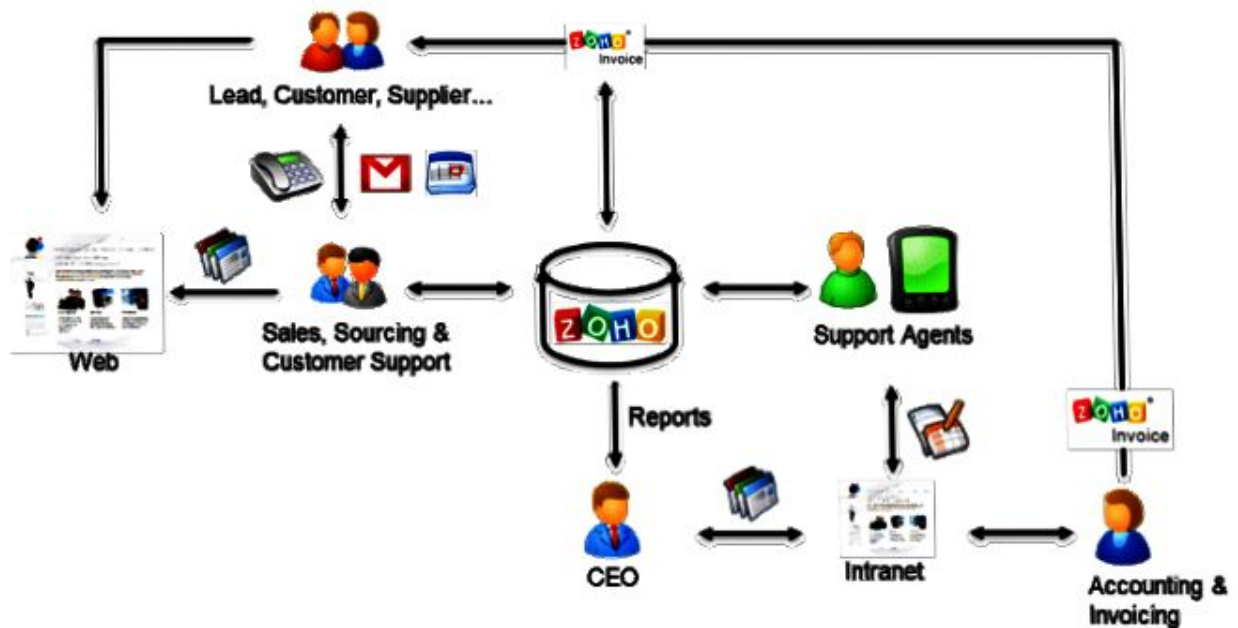 ZOHO
Invoice
Lead, Customer, Supplier...
Web
Sales, Sourcing &
Customer Support
ZOHO
Support Agents
Reports
ZOHO
Invoice
CEO
Intranet
Accounting &
Invoicing